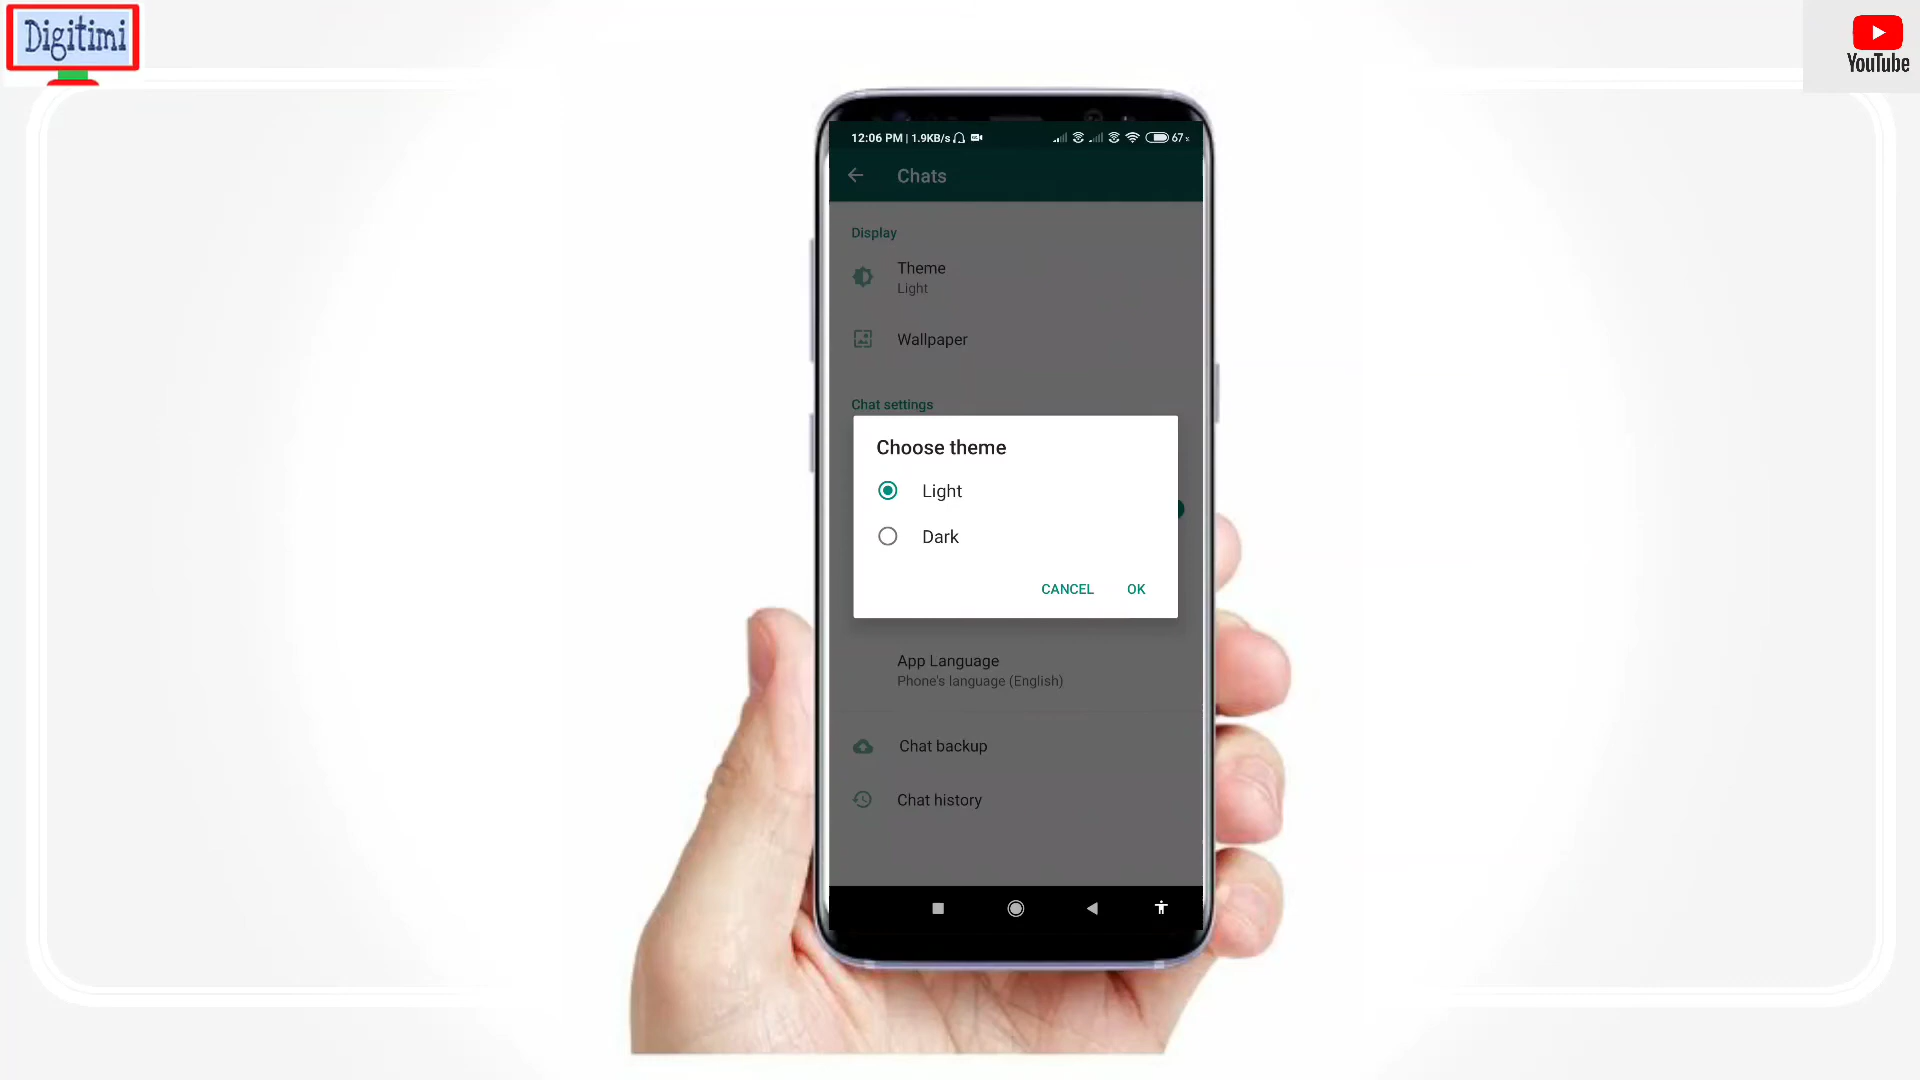 Digitimi
YouTube
12:06 PM | 1.9KB/s
67
Chats
Display
Theme
Light
Wallpaper
Chat settings
Choose theme
Light
Dark
CANCEL OK
App Language
Phone's language (English)
Chat backup
Chat history